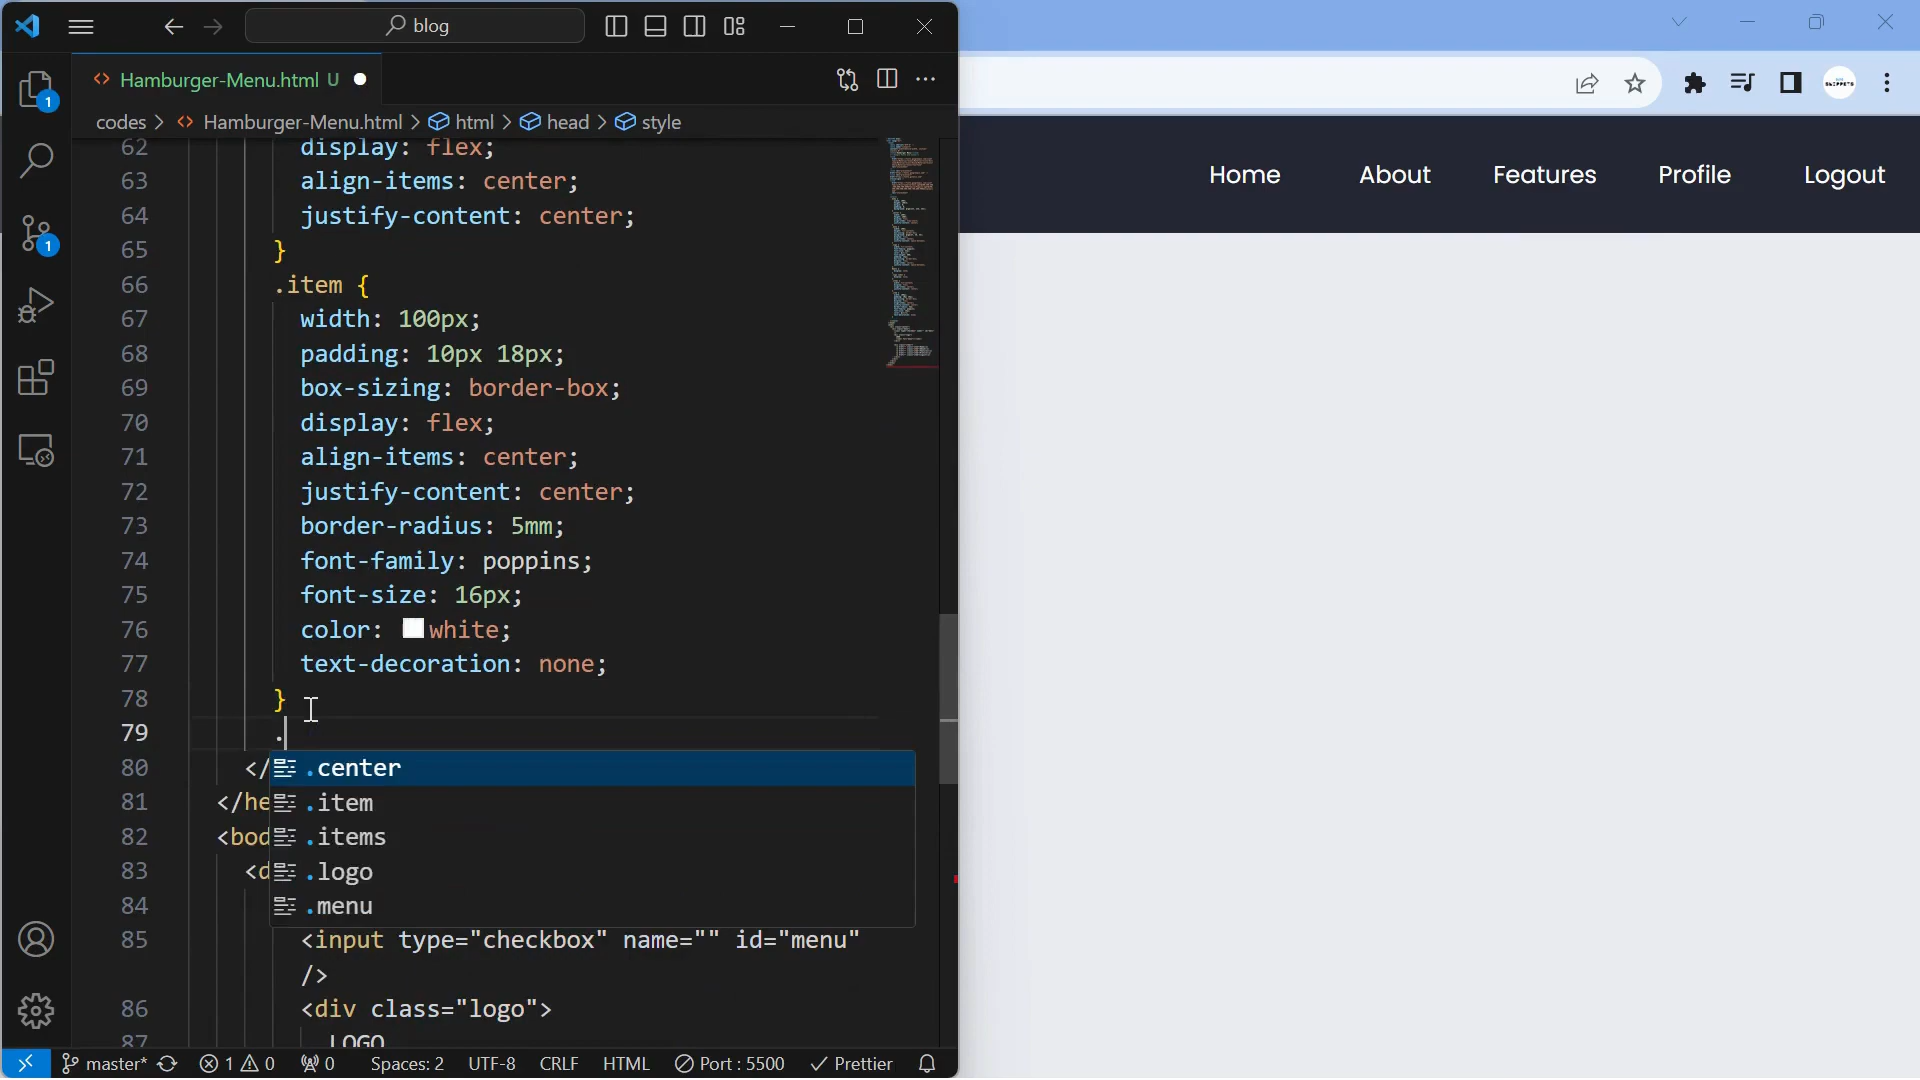 blog
Hamburger-Menu.html U
codes > Hamburger-Menu.html > html > head > style
62 display: flex;
63 align-items: center;
64 justify-content: center;
65 }
66 .item {
67 width: 100px;
68 padding: 10px 18px;
69 box-sizing: border-box;
70 display: flex;
71 align-items: center;
72 justify-content: center;
73 border-radius: 5mm;
74 font-family: poppins;
75 font-size: 16px;
76 color: white;
77 text-decoration: none;
78 }
79 .
80 </
.center
81 </he
.item
82 <bod
.items
83 <d
.logo
84
.menu
85 <input type="checkbox" name="" id="menu"
/>
86 <div class="logo">
87 LOGO
1
1
master* 1 0 0 Spaces: 2 UTF-8 CRLF HTML Port : 5500 Prettier
Home About Features Profile Logout